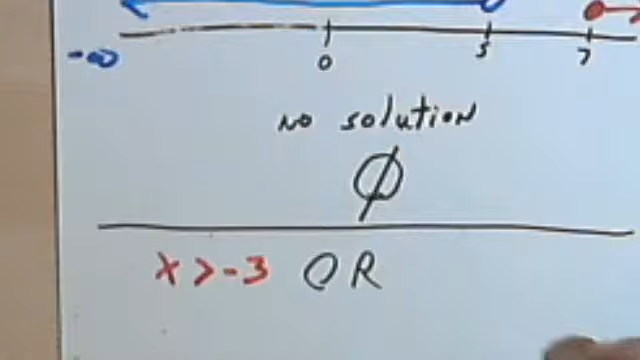 -∞ 0 5 7
no solution
∅
x > -3 OR